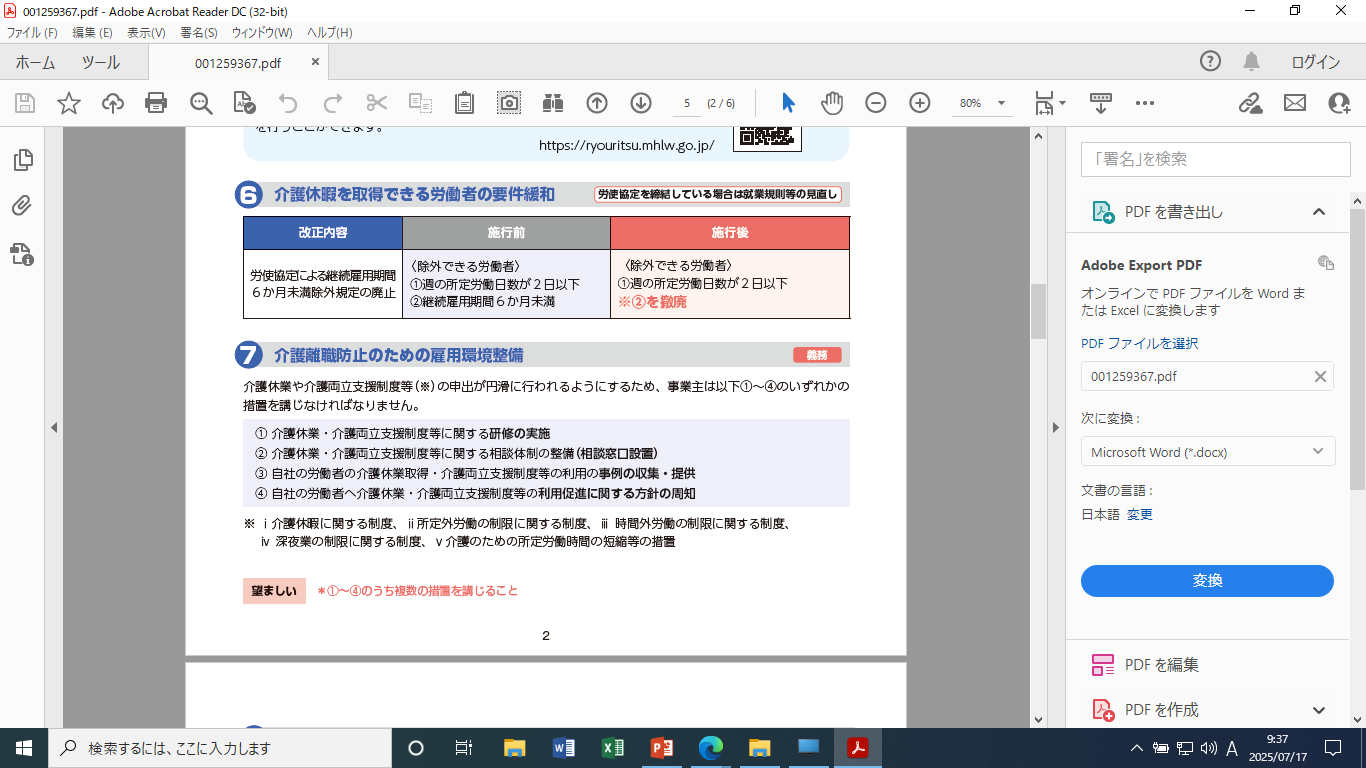 001259367.pdf - Adobe Acrobat Reader DC (32-bit)
ファイル(F) 編集(E) 表示(V) 署名(S) ウィンドウ(W) ヘルプ(H)
ホーム ツール 001259367.pdf × ログイン
5 (2 / 6) 80%
を行うことができます。
https://ryouritsu.mhlw.go.jp/
6 介護休暇を取得できる労働者の要件緩和 労使協定を締結している場合は就業規則等の見直し
改正内容 施行前 施行後
労使協定による継続雇用期間
6か月未満除外規定の廃止
〈除外できる労働者〉
①週の所定労働日数が2日以下
②継続雇用期間6か月未満
〈除外できる労働者〉
①週の所定労働日数が2日以下
※②を撤廃
7 介護離職防止のための雇用環境整備 義務
介護休業や介護両立支援制度等(※)の申出が円滑に行われるようにするため、事業主は以下①~④のいずれかの
措置を講じなければなりません。
① 介護休業・介護両立支援制度等に関する研修の実施
② 介護休業・介護両立支援制度等に関する相談体制の整備(相談窓口設置)
③ 自社の労働者の介護休業取得・介護両立支援制度等の利用の事例の収集・提供
④ 自社の労働者へ介護休業・介護両立支援制度等の利用促進に関する方針の周知
※ ⅰ介護休暇に関する制度、ⅱ所定外労働の制限に関する制度、ⅲ 時間外労働の制限に関する制度、
ⅳ 深夜業の制限に関する制度、ⅴ介護のための所定労働時間の短縮等の措置
望ましい *①~④のうち複数の措置を講じること
2
「署名」を検索
PDF を書き出し
Adobe Export PDF
オンラインで PDF ファイルを Word ま
たは Excel に変換します
PDF ファイルを選択
001259367.pdf
次に変換 :
Microsoft Word (*.docx)
文書の言語 :
日本語 変更
変換
PDF を編集
PDF を作成
検索するには、ここに入力します
A
9:37
2025/07/17